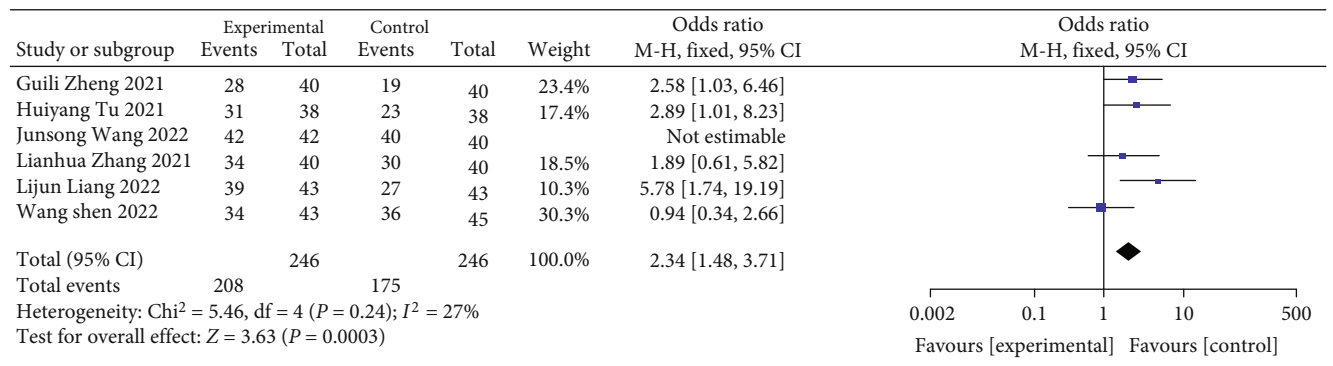 Experimental Control Odds ratio Odds ratio
Study or subgroup Events Total Events Total Weight M-H, fixed, 95% CI M-H, fixed, 95% CI
Guili Zheng 2021 28 40 19 40 23.4% 2.58 [1.03, 6.46]
Huiyang Tu 2021 31 38 23 38 17.4% 2.89 [1.01, 8.23]
Junsong Wang 2022 42 42 40 40 Not estimable
Lianhua Zhang 2021 34 40 30 40 18.5% 1.89 [0.61, 5.82]
Lijun Liang 2022 39 43 27 43 10.3% 5.78 [1.74, 19.19]
Wang shen 2022 34 43 36 45 30.3% 0.94 [0.34, 2.66]
Total (95% CI) 246 246 100.0% 2.34 [1.48, 3.71]
Total events 208 175
Heterogeneity: Chi² = 5.46, df = 4 (P = 0.24); I² = 27%
Test for overall effect: Z = 3.63 (P = 0.0003)
0.002 0.1 1 10 500
Favours [experimental] Favours [control]